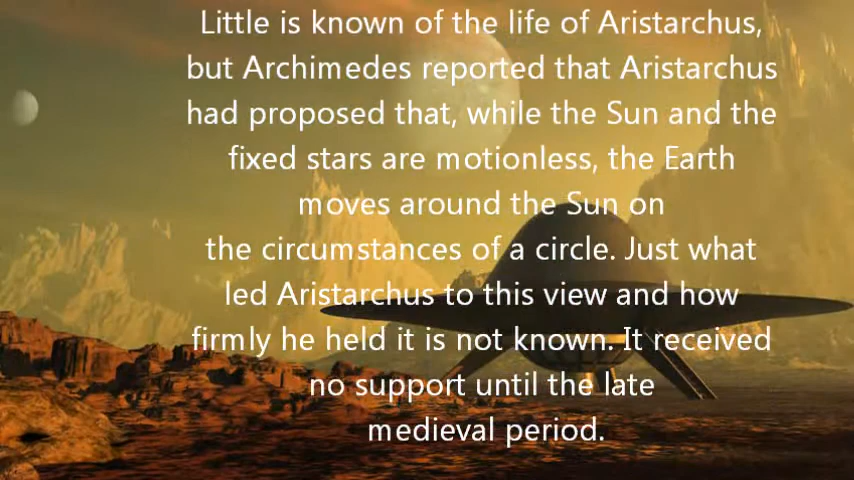 Little is known of the life of Aristarchus,
but Archimedes reported that Aristarchus
had proposed that, while the Sun and the
fixed stars are motionless, the Earth
moves around the Sun on
the circumstances of a circle. Just what
led Aristarchus to this view and how
firmly he held it is not known. It received
no support until the late
medieval period.